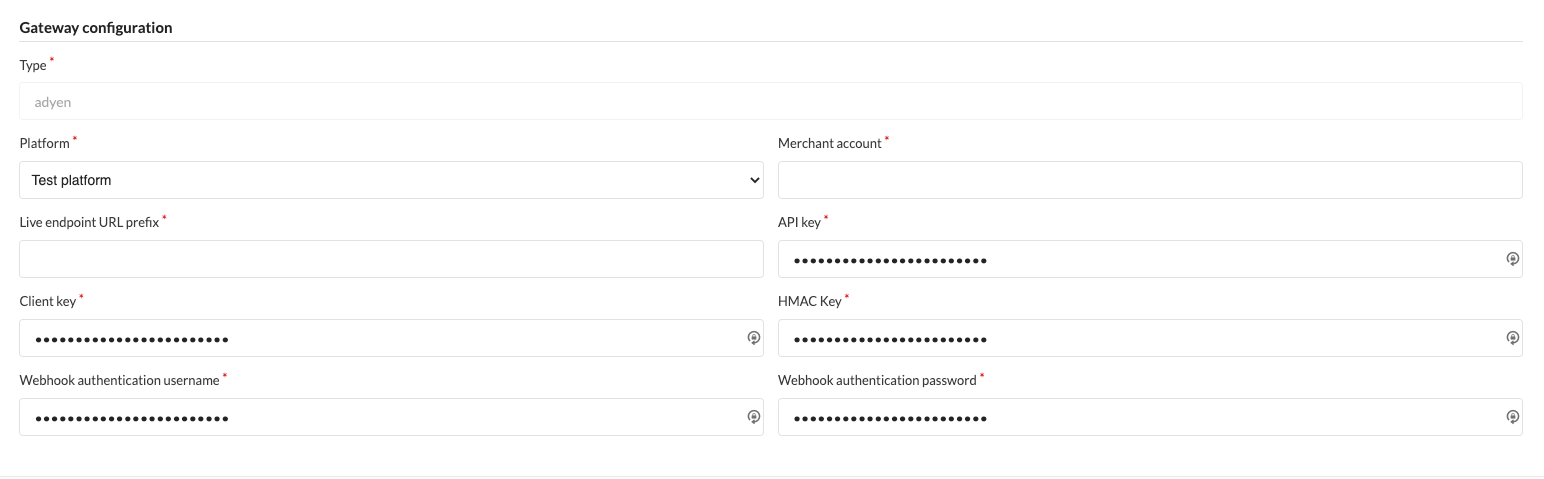 Gateway configuration
Type *
adyen
Platform *
Merchant account *
Test platform
Live endpoint URL prefix *
API key *
••••••••••••••••••••••••
Client key *
HMAC Key *
••••••••••••••••••••••••
••••••••••••••••••••••••
Webhook authentication username *
Webhook authentication password *
••••••••••••••••••••••••
••••••••••••••••••••••••